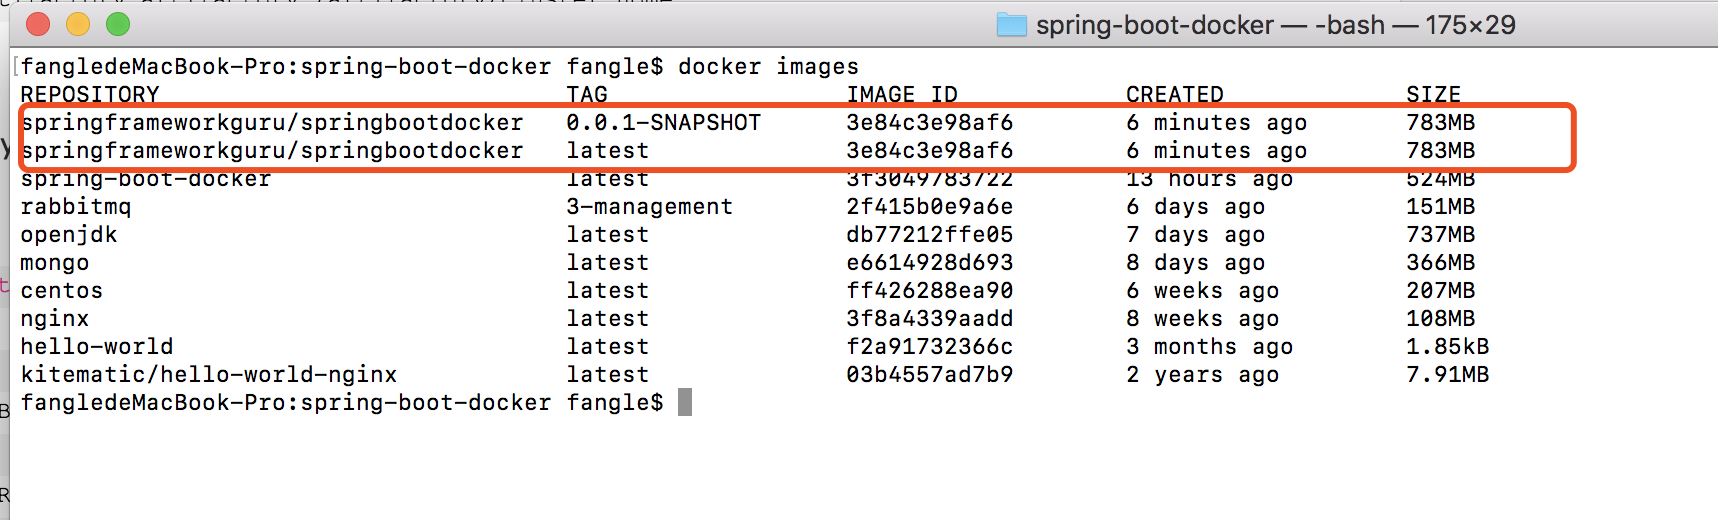 spring-boot-docker — -bash — 175×29
fangledeMacBook-Pro:spring-boot-docker fangle$ docker images
REPOSITORY TAG IMAGE ID CREATED SIZE
springframeworkguru/springbootdocker 0.0.1-SNAPSHOT 3e84c3e98af6 6 minutes ago 783MB
springframeworkguru/springbootdocker latest 3e84c3e98af6 6 minutes ago 783MB
spring-boot-docker latest 3f3049783722 13 hours ago 524MB
rabbitmq 3-management 2f415b0e9a6e 6 days ago 151MB
openjdk latest db77212ffe05 7 days ago 737MB
mongo latest e6614928d693 8 days ago 366MB
centos latest ff426288ea90 6 weeks ago 207MB
nginx latest 3f8a4339aadd 8 weeks ago 108MB
hello-world latest f2a91732366c 3 months ago 1.85kB
kitematic/hello-world-nginx latest 03b4557ad7b9 2 years ago 7.91MB
fangledeMacBook-Pro:spring-boot-docker fangle$